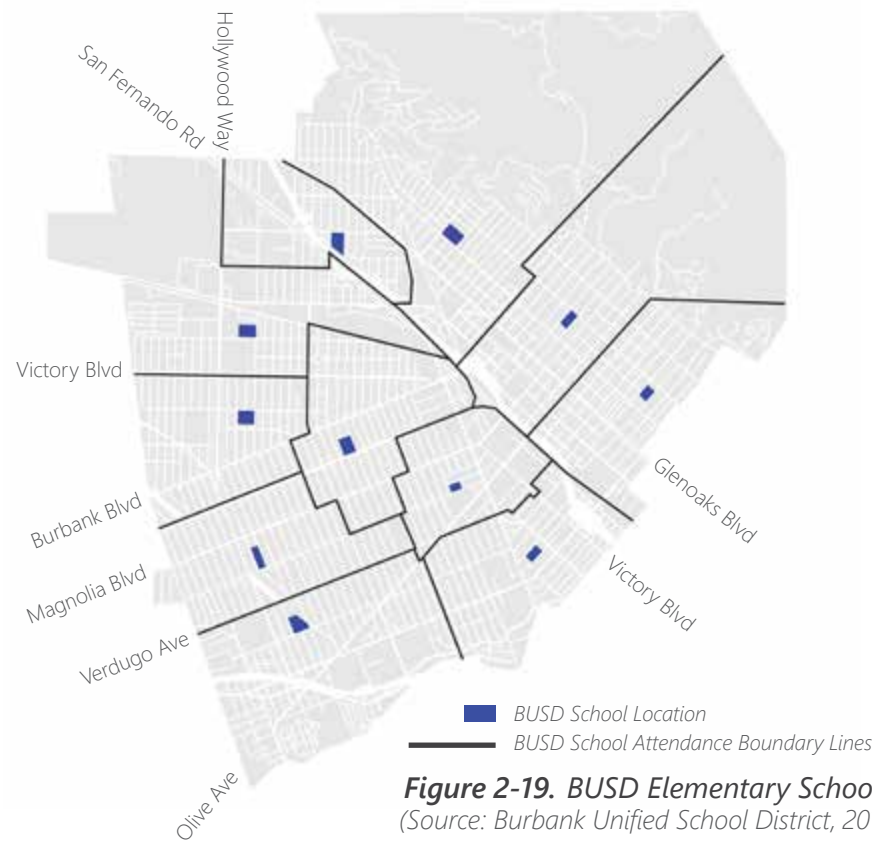 Hollywood Way
San Fernando Rd
Victory Blvd
Burbank Blvd
Magnolia Blvd
Verdugo Ave
Olive Ave
Glenoaks Blvd
Victory Blvd
BUSD School Location
BUSD School Attendance Boundary Lines
Figure 2-19. BUSD Elementary Schoo
(Source: Burbank Unified School District, 20